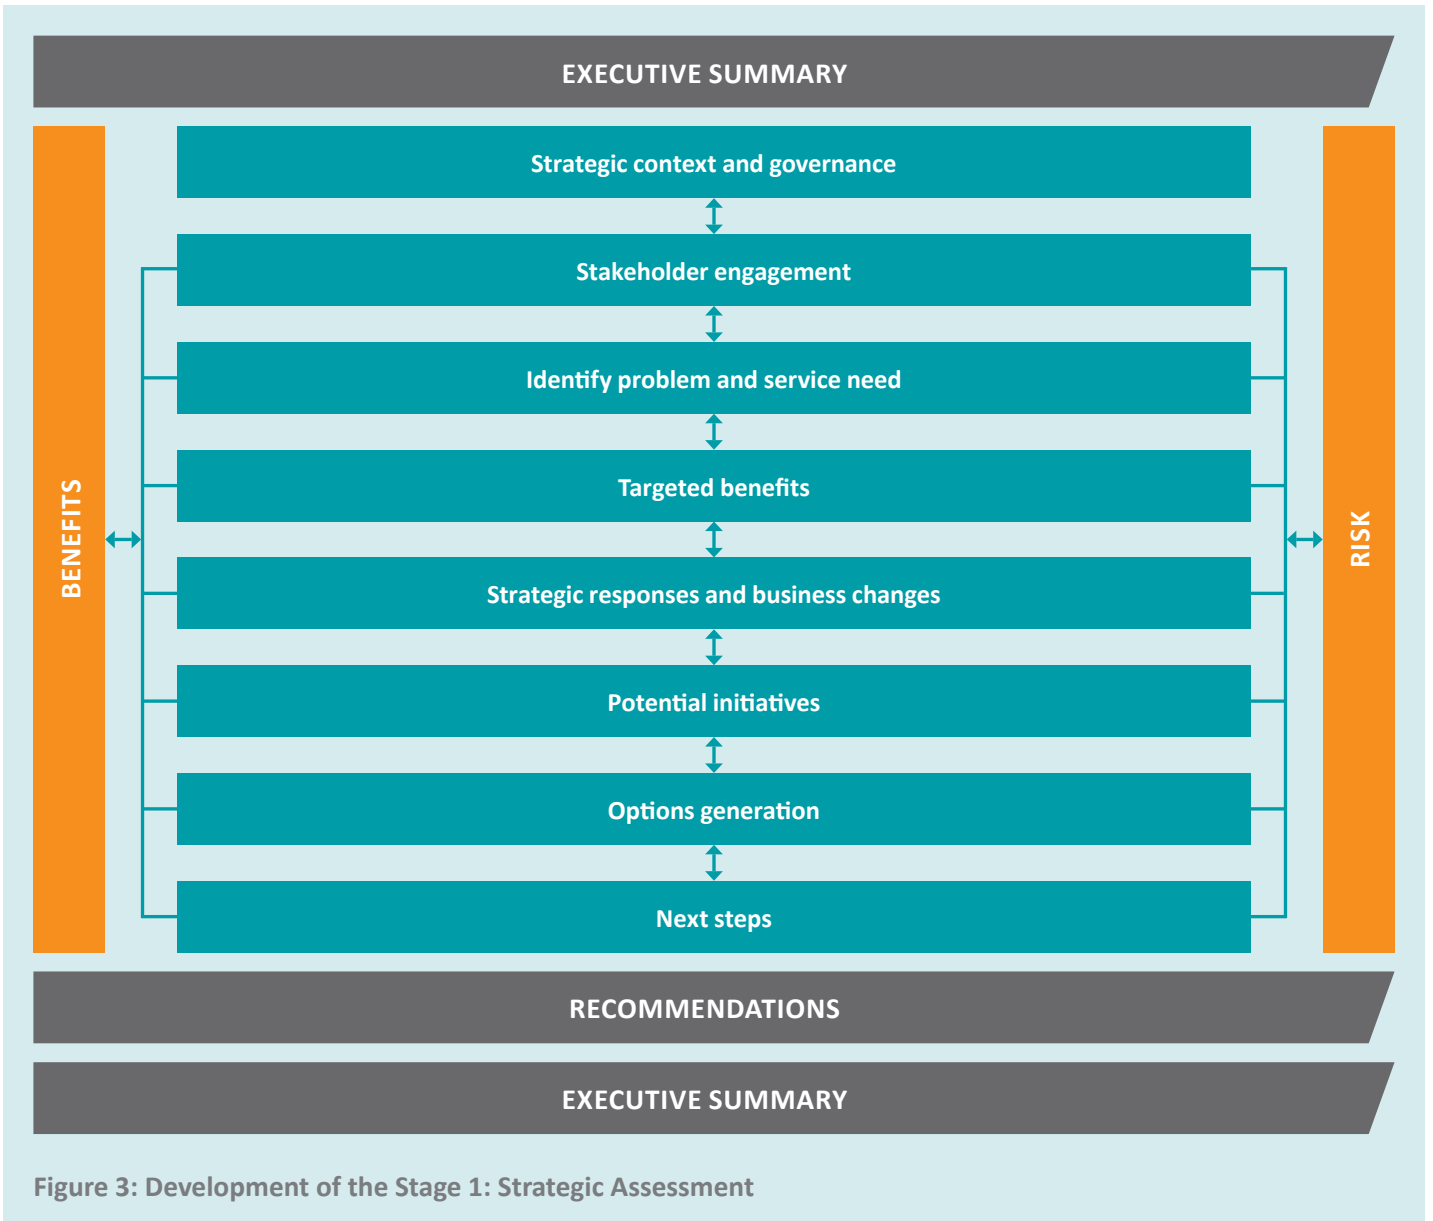 EXECUTIVE SUMMARY
BENEFITS
Strategic context and governance
Stakeholder engagement
Identify problem and service need
Targeted benefits
Strategic responses and business changes
Potential initiatives
Options generation
Next steps
RISK
RECOMMENDATIONS
EXECUTIVE SUMMARY
Figure 3: Development of the Stage 1: Strategic Assessment